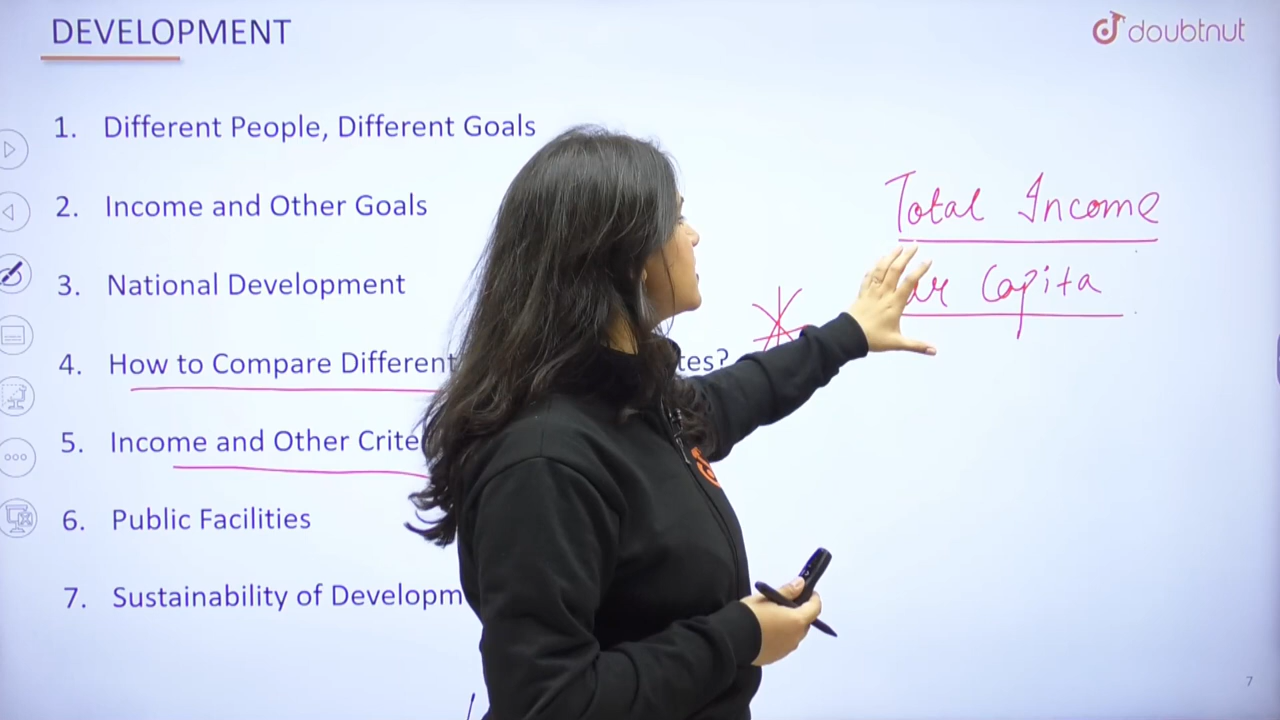 DEVELOPMENT
doubtnut
1. Different People, Different Goals
2. Income and Other Goals
3. National Development
4. How to Compare Different tes?
5. Income and Other Crite
6. Public Facilities
7. Sustainability of Developm
Total Income
Capita
7